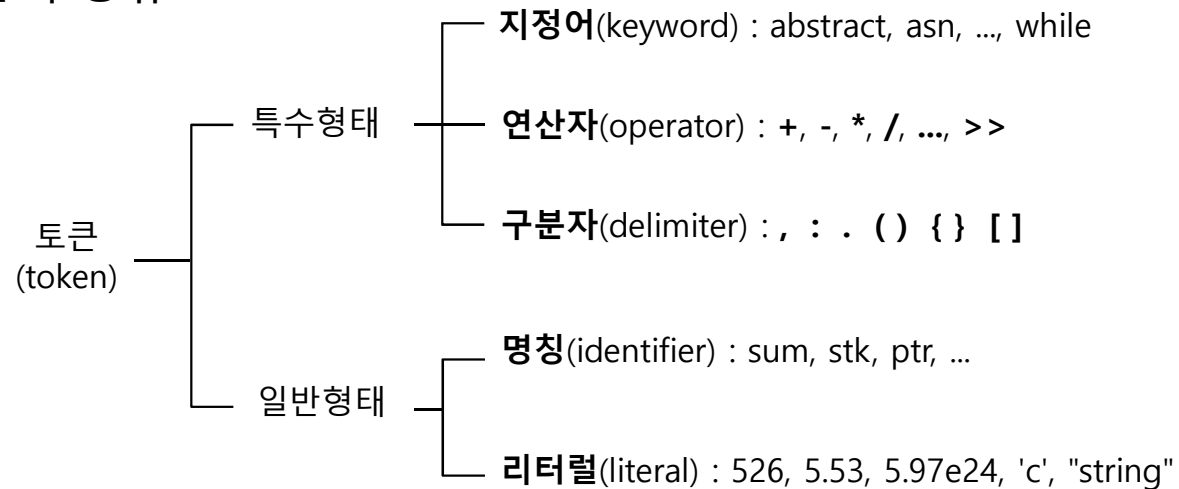 지정어(keyword) : abstract, asn, ..., while
특수형태
연산자(operator) : +, -, *, /, ..., >>
구분자(delimiter) : , : . ( ) { } [ ]
토큰
(token)
명칭(identifier) : sum, stk, ptr, ...
일반형태
리터럴(literal) : 526, 5.53, 5.97e24, 'c', "string"